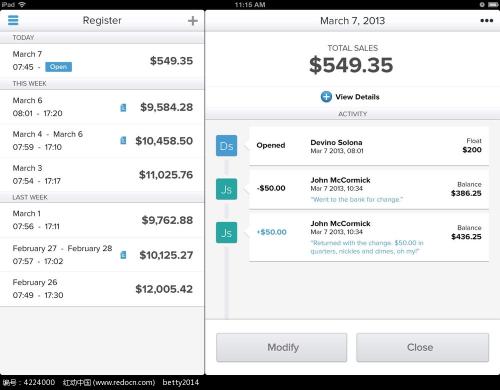 iPad
11:15 AM
Register
TODAY
March 7
07:45 - Open
$549.35
THIS WEEK
March 6
08:01 - 17:20
$9,584.28
March 4 - March 6
07:59 - 17:10
$10,458.50
March 3
07:54 - 17:17
$11,025.76
LAST WEEK
March 1
07:56 - 17:11
$9,762.88
February 27 - February 28
07:57 - 17:02
$10,125.27
February 26
07:49 - 17:30
$12,005.42
March 7, 2013
TOTAL SALES
$549.35
View Details
ACTIVITY
Ds
Opened
Devino Solona
Mar 7 2013, 08:01
Float
$200
Js
-$50.00
John McCormick
Mar 7 2013, 10:34
"Went to the bank for change."
Balance
$386.25
Js
+$50.00
John McCormick
Mar 7 2013, 10:34
"Returned with the change. $50.00 in
quarters, nickles and dimes, oh my!"
Balance
$436.25
Modify
Close
编号：4224000 红动中国 (www.redocn.com) betty2014